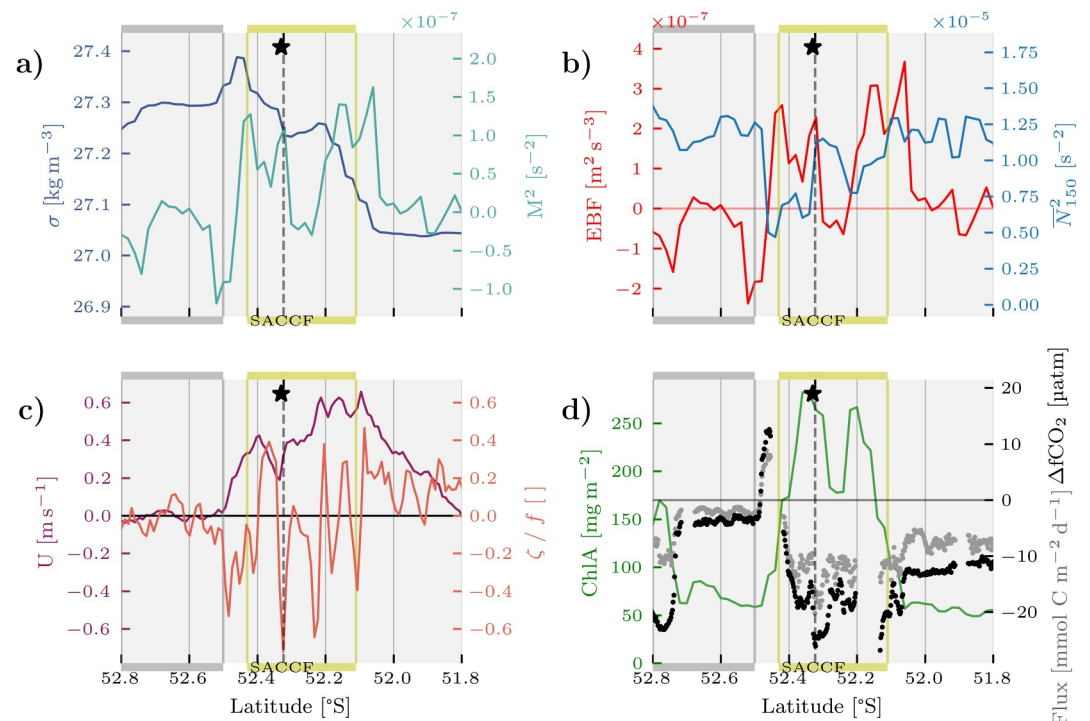 ×10⁻⁷
×10⁻⁷
×10⁻⁵
a)
27.4
27.3
27.2
27.1
27.0
26.9
σ [kg m⁻³]
2.0
1.5
1.0
0.5
0.0
−0.5
−1.0
M² [s⁻²]
SACCF
b)
4
3
2
1
0
−1
−2
EBF [m² s⁻³]
1.75
1.50
1.25
1.00
0.75
0.50
0.25
0.00
N̅²₁₅₀ [s⁻²]
SACCF
c)
0.6
0.4
0.2
0.0
−0.2
−0.4
−0.6
U [m s⁻¹]
0.6
0.4
0.2
0.0
−0.2
−0.4
−0.6
ζ / f [ ]
SACCF
52.8 52.6 52.4 52.2 52.0 51.8
Latitude [°S]
d)
250
200
150
100
50
0
ChlA [mg m⁻²]
20
10
0
−10
−20
Flux [mmol C m⁻² d⁻¹] ΔfCO₂ [µatm]
SACCF
52.8 52.6 52.4 52.2 52.0 51.8
Latitude [°S]